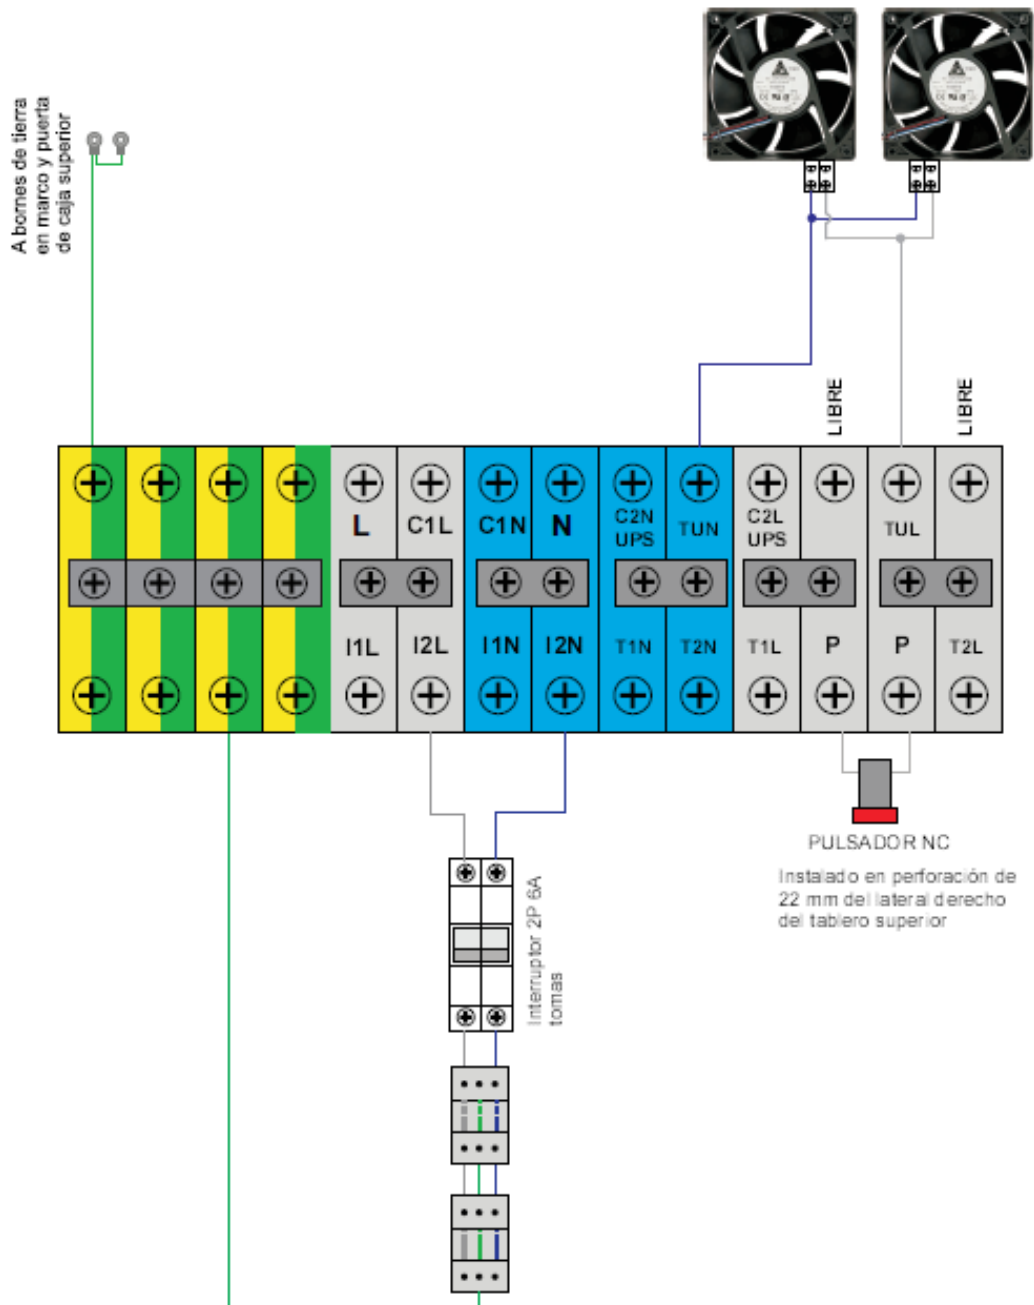 A bornes de tierra
en marco y puerta
de caja superior
LIBRE
LIBRE
L
C1L
C1N
N
C2N
UPS
TUN
C2L
UPS
TUL
I1L
I2L
I1N
I2N
T1N
T2N
T1L
P
P
T2L
PULSADOR NC
Instalado en perforación de
22 mm del lateral derecho
del tablero superior
Interruptor 2P 6A
tomas